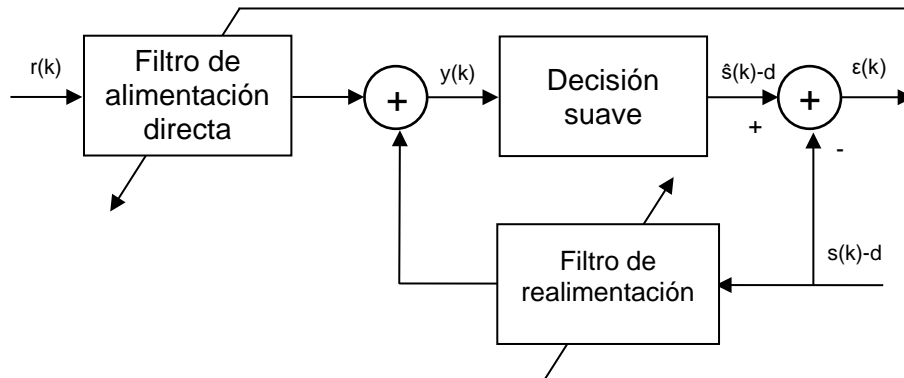 r(k)
Filtro de
alimentación
directa
+
y(k)
Decisión
suave
ŝ(k)-d
+
+
ε(k)
-
s(k)-d
Filtro de
realimentación